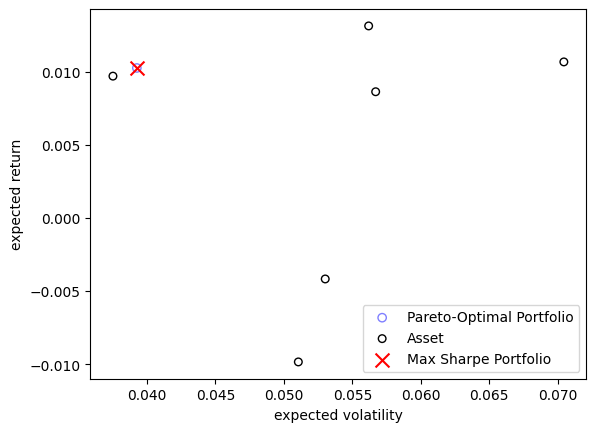 expected return
0.010
0.005
0.000
−0.005
−0.010
Pareto-Optimal Portfolio
Asset
Max Sharpe Portfolio
0.040
0.045
0.050
0.055
0.060
0.065
0.070
expected volatility